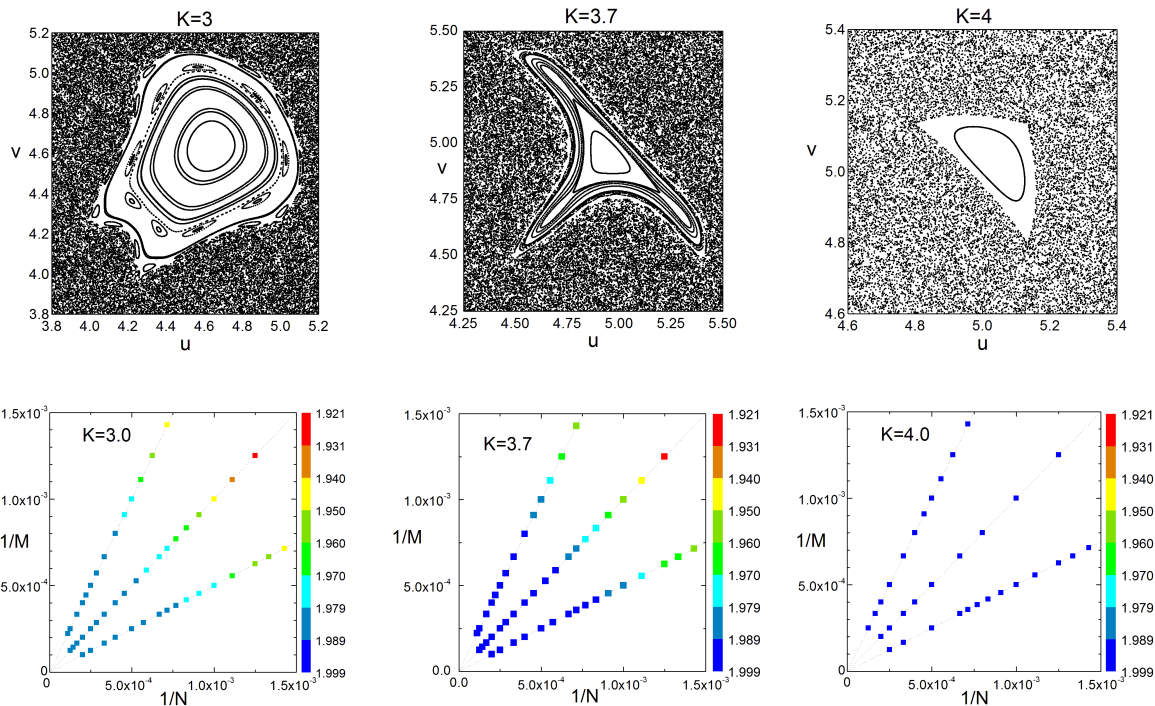 K=3
5.2
5.0
4.8
4.6
4.4
4.2
4.0
3.8
v
3.8
4.0
4.2
4.4
4.6
4.8
5.0
5.2
u
K=3.7
5.50
5.25
5.00
4.75
4.50
4.25
v
4.25
4.50
4.75
5.00
5.25
5.50
u
K=4
5.4
5.2
5.0
4.8
4.6
v
4.6
4.8
5.0
5.2
5.4
u
K=3.0
1.5x10⁻³
1.0x10⁻³
5.0x10⁻⁴
0
1/M
0
5.0x10⁻⁴
1.0x10⁻³
1.5x10⁻³
1/N
1.921
1.931
1.940
1.950
1.960
1.970
1.979
1.989
1.999
K=3.7
1.5x10⁻³
1.0x10⁻³
5.0x10⁻⁴
0.0
1/M
0.0
5.0x10⁻⁴
1.0x10⁻³
1.5x10⁻³
1/N
1.921
1.931
1.940
1.950
1.960
1.970
1.979
1.989
1.999
K=4.0
1.5x10⁻³
1.0x10⁻³
5.0x10⁻⁴
0
1/M
0
5.0x10⁻⁴
1.0x10⁻³
1.5x10⁻³
1/N
1.921
1.931
1.940
1.950
1.960
1.970
1.979
1.989
1.999